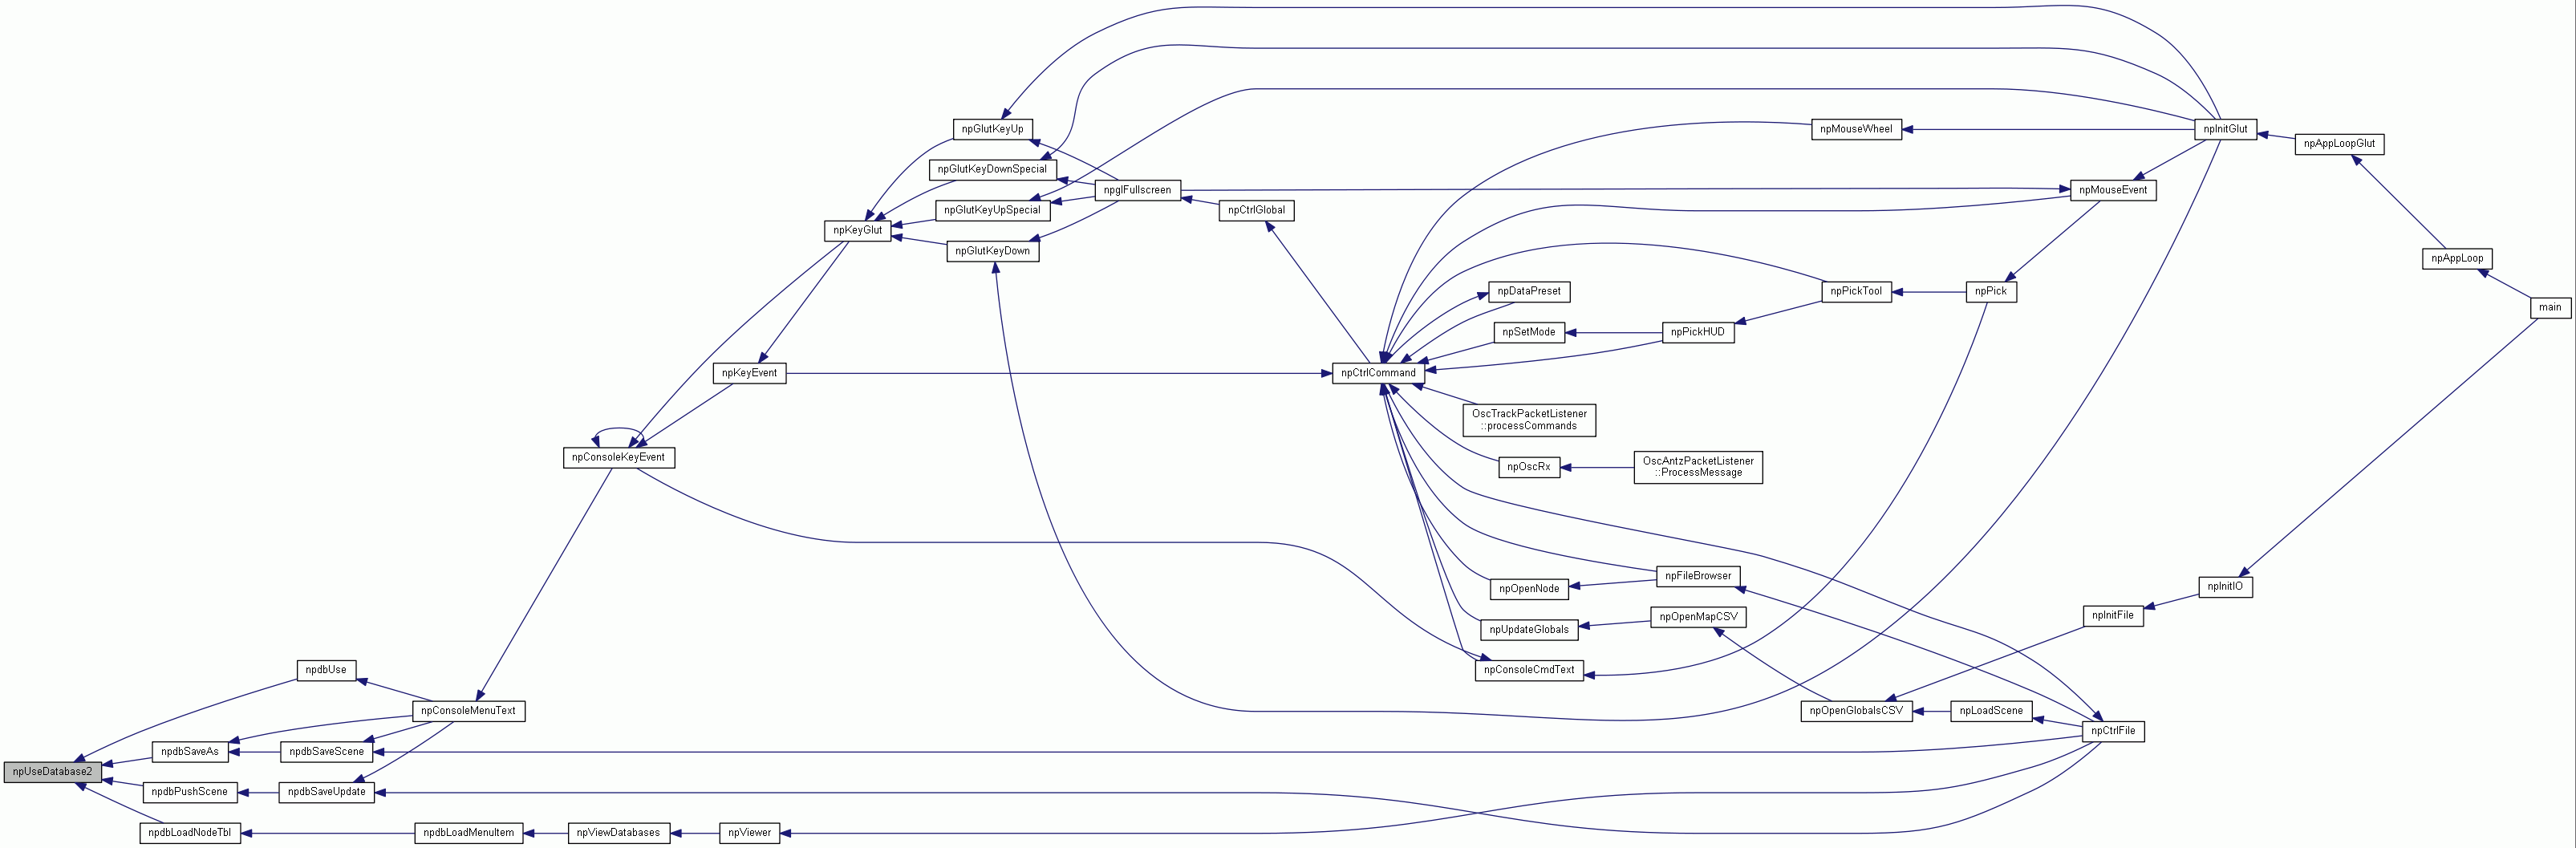 npGlutKeyUp
npMouseWheel
npInitGlut
npAppLoopGlut
npGlutKeyDownSpecial
npglFullscreen
npMouseEvent
npGlutKeyUpSpecial
npCtrlGlobal
npKeyGlut
npGlutKeyDown
npAppLoop
npDataPreset
npPickTool
npPick
main
npSetMode
npPickHUD
npKeyEvent
npCtrlCommand
OscTrackPacketListener
::processCommands
npConsoleKeyEvent
npOscRx
OscAntzPacketListener
::ProcessMessage
npFileBrowser
npOpenNode
npInitIO
npOpenMapCSV
npInitFile
npUpdateGlobals
npdbUse
npConsoleCmdText
npConsoleMenuText
npOpenGlobalsCSV
npLoadScene
npCtrlFile
npdbSaveAs
npdbSaveScene
npUseDatabase2
npdbPushScene
npdbSaveUpdate
npdbLoadNodeTbl
npdbLoadMenuItem
npViewDatabases
npViewer